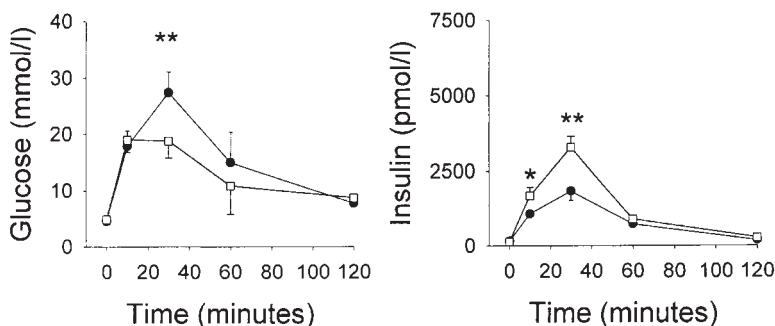 Glucose (mmol/l)
40
30
20
10
0
**
0 20 40 60 80 100 120
Time (minutes)
Insulin (pmol/l)
7500
5000
2500
0
*
**
0 20 40 60 80 100 120
Time (minutes)